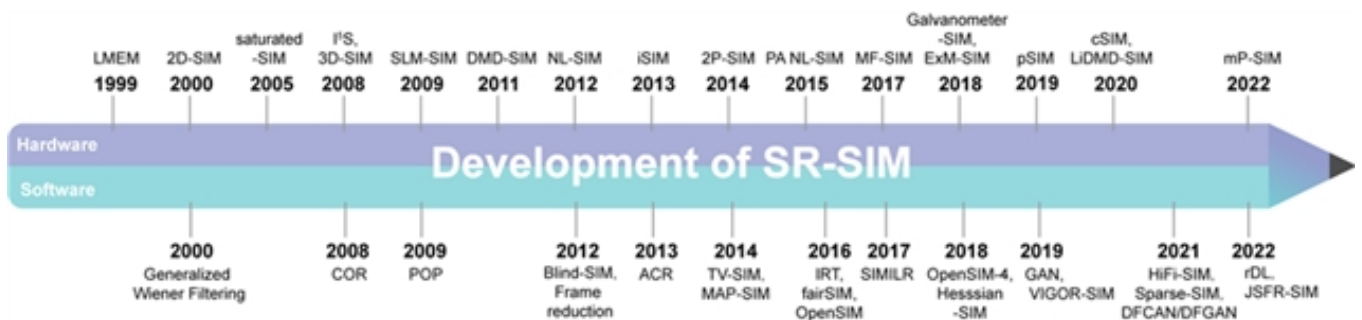 Galvanometer
saturated I⁵S, -SIM, cSIM,
LMEM 2D-SIM -SIM 3D-SIM SLM-SIM DMD-SIM NL-SIM iSIM 2P-SIM PA NL-SIM MF-SIM ExM-SIM pSIM LiDMD-SIM mP-SIM
1999 2000 2005 2008 2009 2011 2012 2013 2014 2015 2017 2018 2019 2020 2022
Hardware
Development of SR-SIM
Software
2000 2008 2009 2012 2013 2014 2016 2017 2018 2019 2021 2022
Generalized COR POP Blind-SIM, ACR TV-SIM, IRT, SIMILR OpenSIM-4, GAN, HiFi-SIM, rDL,
Wiener Filtering Frame MAP-SIM fairSIM, Hesssian VIGOR-SIM Sparse-SIM, JSFR-SIM
reduction OpenSIM -SIM DFCAN/DFGAN